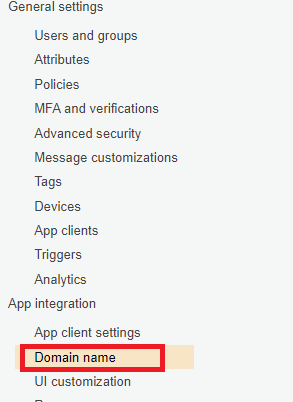 General settings
Users and groups
Attributes
Policies
MFA and verifications
Advanced security
Message customizations
Tags
Devices
App clients
Triggers
Analytics
App integration
App client settings
Domain name
UI customization